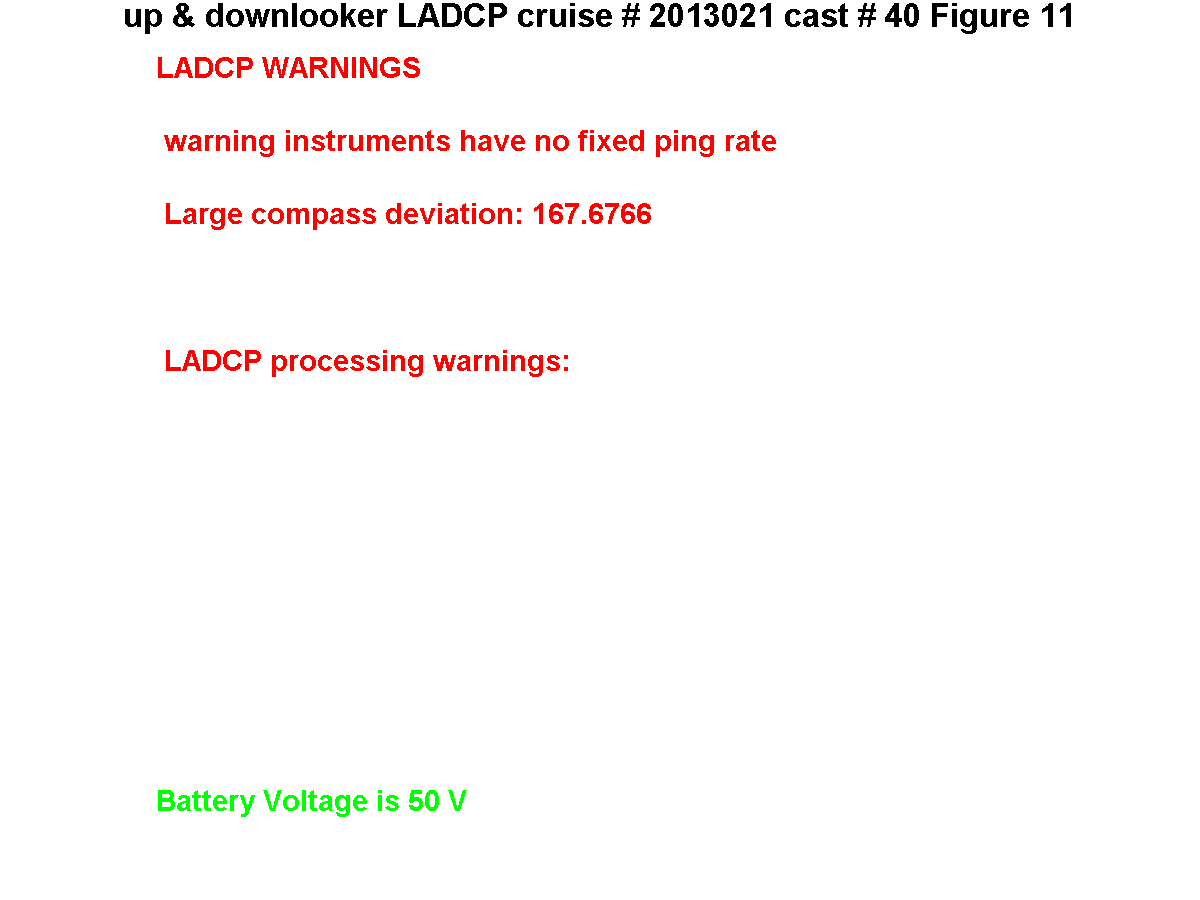 up & downlooker LADCP cruise # 2013021 cast # 40 Figure 11
LADCP WARNINGS
warning instruments have no fixed ping rate
Large compass deviation: 167.6766
LADCP processing warnings:
Battery Voltage is 50 V